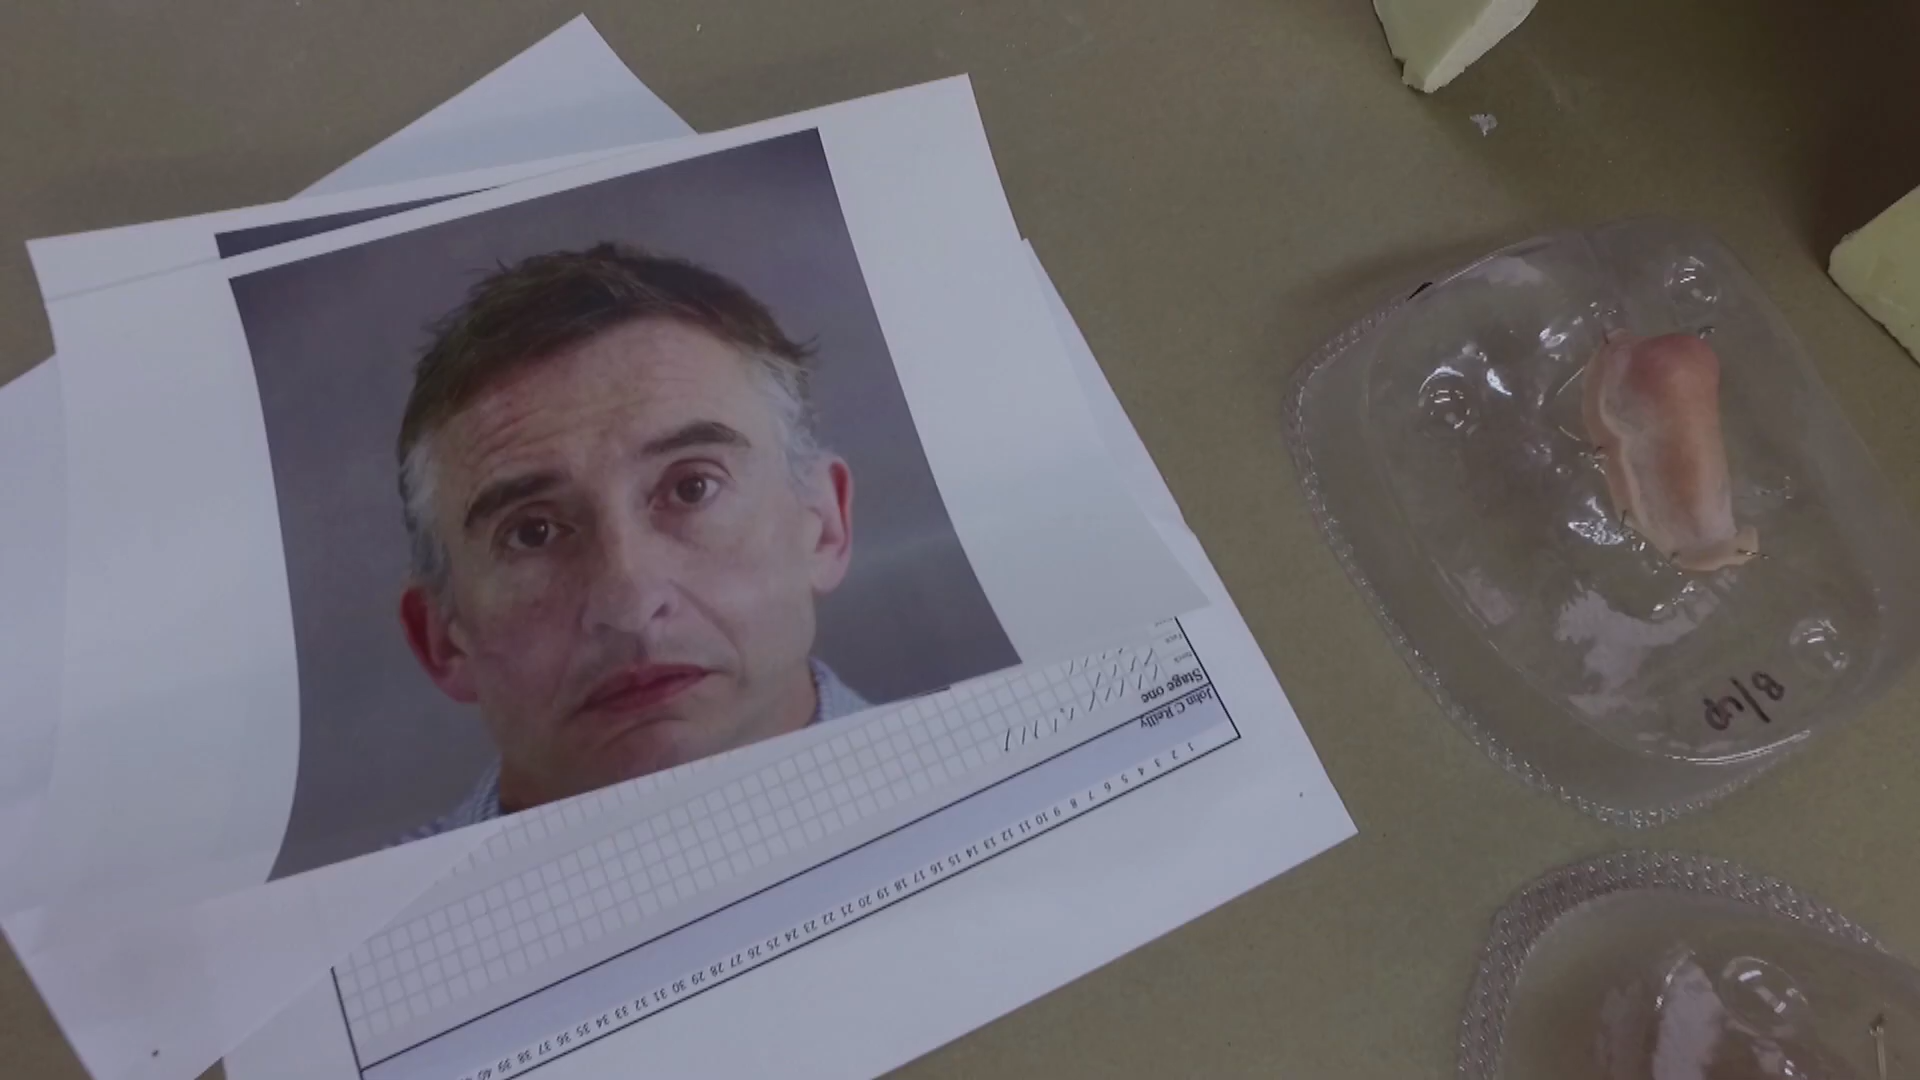 John C Reilly
Stage one
1 2 3 4 5 6 7 8 9 10 11 12 13 14 15 16 17 18 19 20 21 22 23 24 25 26 27 28 29 30 31 32 33 34 35 36 37 38 39 40
B/up